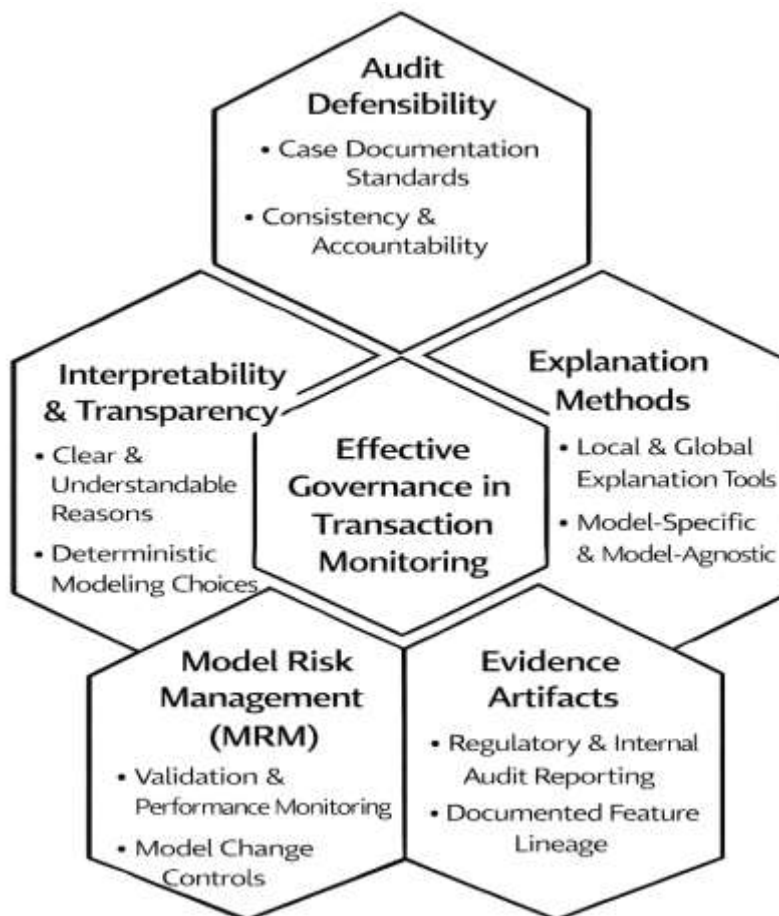 Audit
Defensibility
• Case Documentation
Standards
• Consistency &
Accountability
Interpretability
& Transparency
• Clear &
Understandable
Reasons
• Deterministic
Modeling Choices
Effective
Governance in
Transaction
Monitoring
Explanation
Methods
• Local & Global
Explanation Tools
• Model-Specific
& Model-Agnostic
Model Risk
Management
(MRM)
• Validation &
Performance Monitoring
• Model Change
Controls
Evidence
Artifacts
• Regulatory & Internal
Audit Reporting
• Documented Feature
Lineage